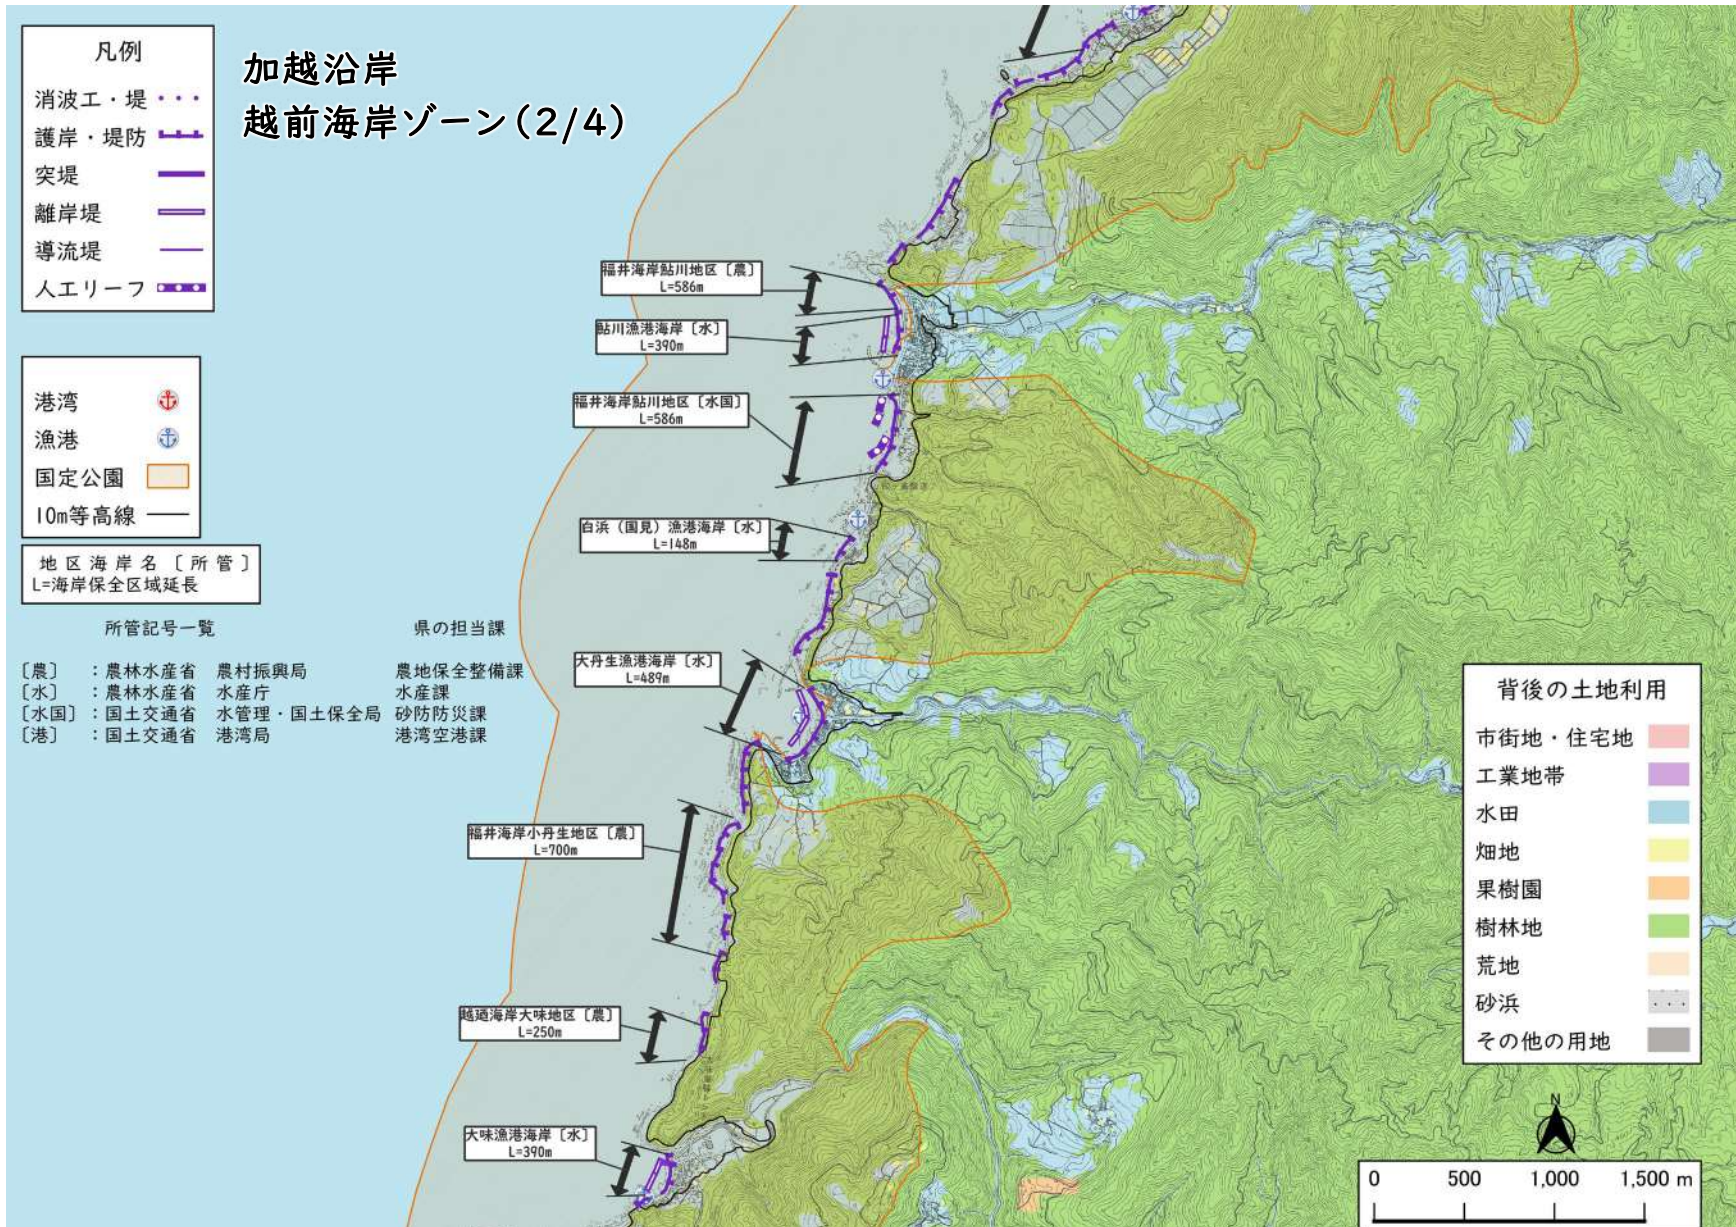 凡例
消波工・堤
護岸・堤防
突堤
離岸堤
導流堤
人工リーフ
加越沿岸
越前海岸ゾーン(2/4)
港湾
漁港
国定公園
10m等高線
地区海岸名〔所管〕
L=海岸保全区域延長
所管記号一覧 県の担当課
〔農〕：農林水産省 農村振興局 農地保全整備課
〔水〕：農林水産省 水産庁 水産課
〔水国〕：国土交通省 水管理・国土保全局 砂防防災課
〔港〕：国土交通省 港湾局 港湾空港課
福井海岸鮎川地区〔農〕
L=586m
鮎川漁港海岸〔水〕
L=390m
福井海岸鮎川地区〔水国〕
L=586m
白浜（国見）漁港海岸〔水〕
L=148m
大丹生漁港海岸〔水〕
L=489m
福井海岸小丹生地区〔農〕
L=700m
越廼海岸大味地区〔農〕
L=250m
大味漁港海岸〔水〕
L=390m
背後の土地利用
市街地・住宅地
工業地帯
水田
畑地
果樹園
樹林地
荒地
砂浜
その他の用地
N
0 500 1,000 1,500 m